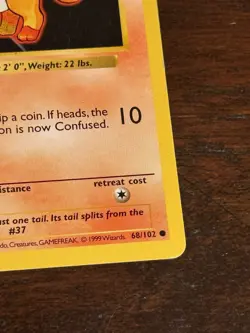 2' 0", Weight: 22 lbs.
ip a coin. If heads, the 10
on is now Confused.
istance retreat cost
ust one tail. Its tail splits from the
#37
do, Creatures, GAMEFREAK. © 1999 Wizards. 68/102